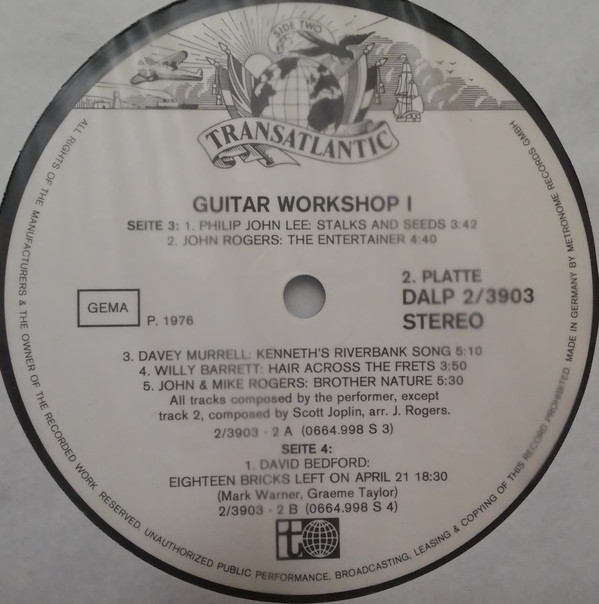 SIDE TWO
TRANSATLANTIC
GUITAR WORKSHOP I
SEITE 3: 1. PHILIP JOHN LEE: STALKS AND SEEDS 3:42
2. JOHN ROGERS: THE ENTERTAINER 4:40
2. PLATTE
GEMA
P. 1976
DALP 2/3903
STEREO
3. DAVEY MURRELL: KENNETH'S RIVERBANK SONG 5:10
4. WILLY BARRETT: HAIR ACROSS THE FRETS 3:50
5. JOHN & MIKE ROGERS: BROTHER NATURE 5:30
All tracks composed by the performer, except
track 2, composed by Scott Joplin, arr. J. Rogers.
2/3903 - 2 A (0664.998 S 3)
SEITE 4:
1. DAVID BEDFORD:
EIGHTEEN BRICKS LEFT ON APRIL 21 18:30
(Mark Warner, Graeme Taylor)
2/3903 - 2 B (0664.998 S 4)
t
ALL RIGHTS OF THE MANUFACTURERS & THE OWNER OF THE RECORDED WORK RESERVED. UNAUTHORIZED PUBLIC PERFORMANCE, BROADCASTING, LEASING & COPYING OF THIS RECORD PROHIBITED. MADE IN GERMANY BY METRONOME RECORDS GMBH